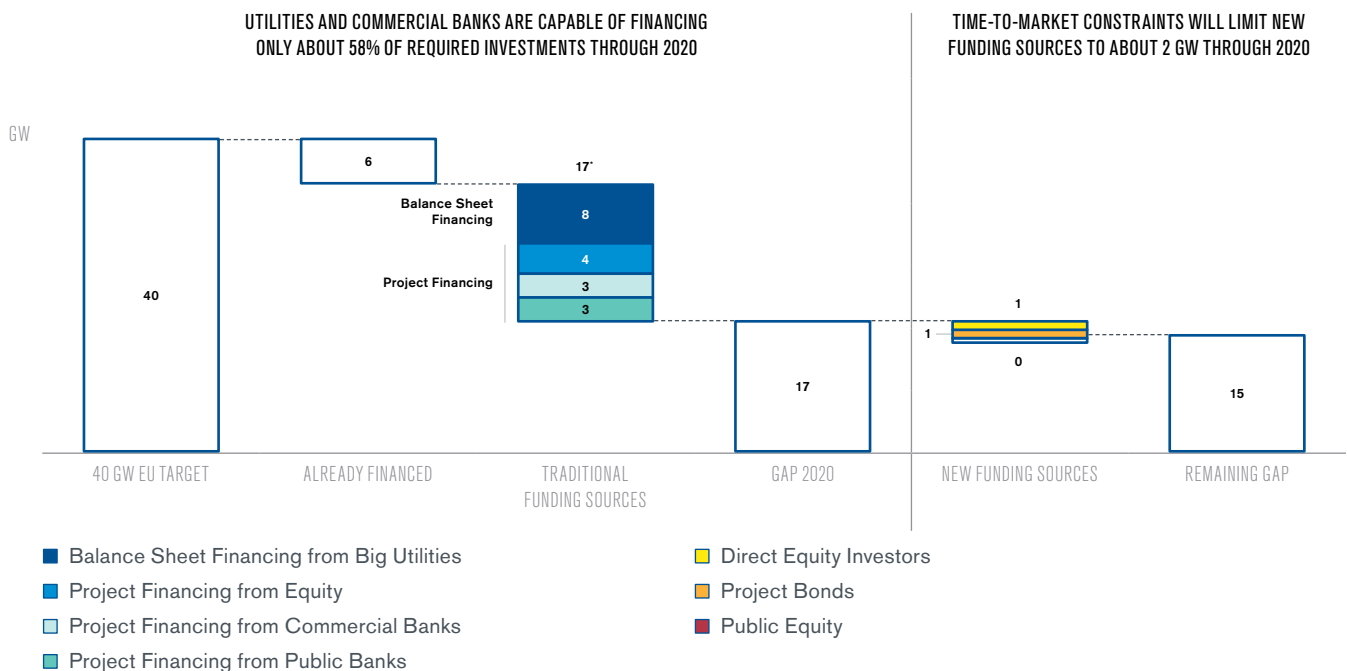 UTILITIES AND COMMERCIAL BANKS ARE CAPABLE OF FINANCING
ONLY ABOUT 58% OF REQUIRED INVESTMENTS THROUGH 2020
TIME-TO-MARKET CONSTRAINTS WILL LIMIT NEW
FUNDING SOURCES TO ABOUT 2 GW THROUGH 2020
GW
40
6
17*
Balance Sheet
Financing
8
4
Project Financing
3
3
17
1
1
0
15
40 GW EU TARGET
ALREADY FINANCED
TRADITIONAL
FUNDING SOURCES
GAP 2020
NEW FUNDING SOURCES
REMAINING GAP
Balance Sheet Financing from Big Utilities
Project Financing from Equity
Project Financing from Commercial Banks
Project Financing from Public Banks
Direct Equity Investors
Project Bonds
Public Equity